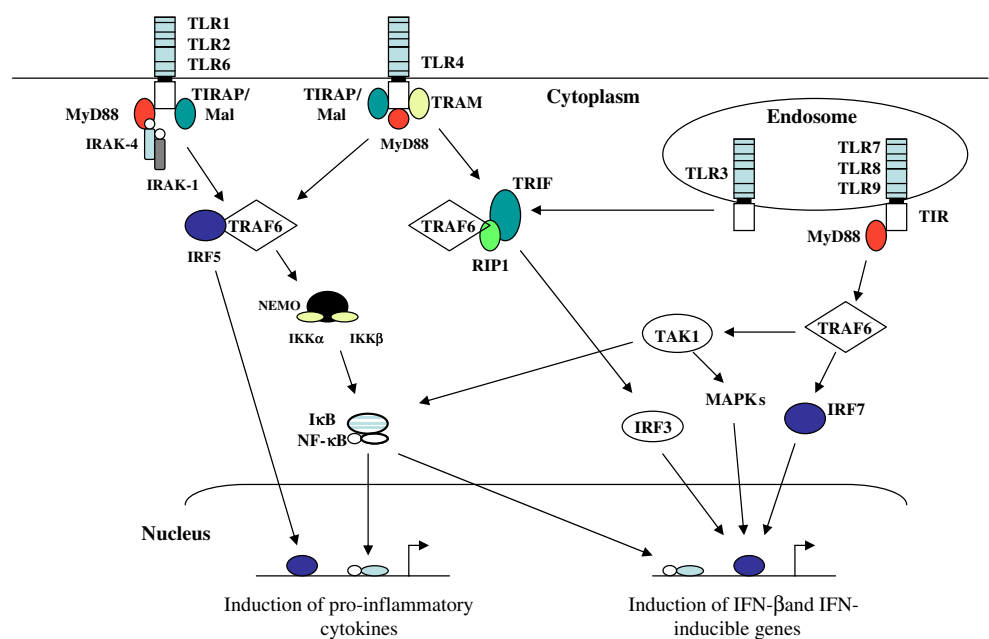 TLR1
TLR2
TLR6
TLR4
TIRAP/
Mal
MyD88
IRAK-4
IRAK-1
TIRAP/
Mal
TRAM
MyD88
Cytoplasm
Endosome
TLR3
TLR7
TLR8
TLR9
TIR
MyD88
TRIF
TRAF6
IRF5
TRAF6
RIP1
NEMO
IKKα
IKKβ
TAK1
TRAF6
MAPKs
IRF7
IκB
NF-κB
IRF3
Nucleus
Induction of pro-inflammatory
cytokines
Induction of IFN-βand IFN-
inducible genes